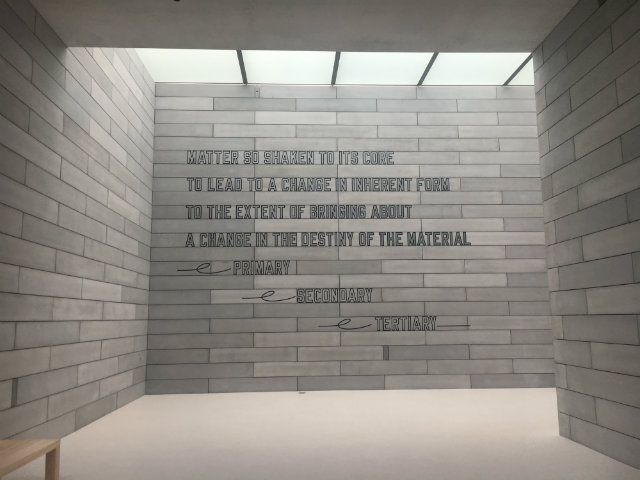 MATTER SO SHAKEN TO ITS CORE
TO LEAD TO A CHANGE IN INHERENT FORM
TO THE EXTENT OF BRINGING ABOUT
A CHANGE IN THE DESTINY OF THE MATERIAL
e PRIMARY
e SECONDARY
e TERTIARY